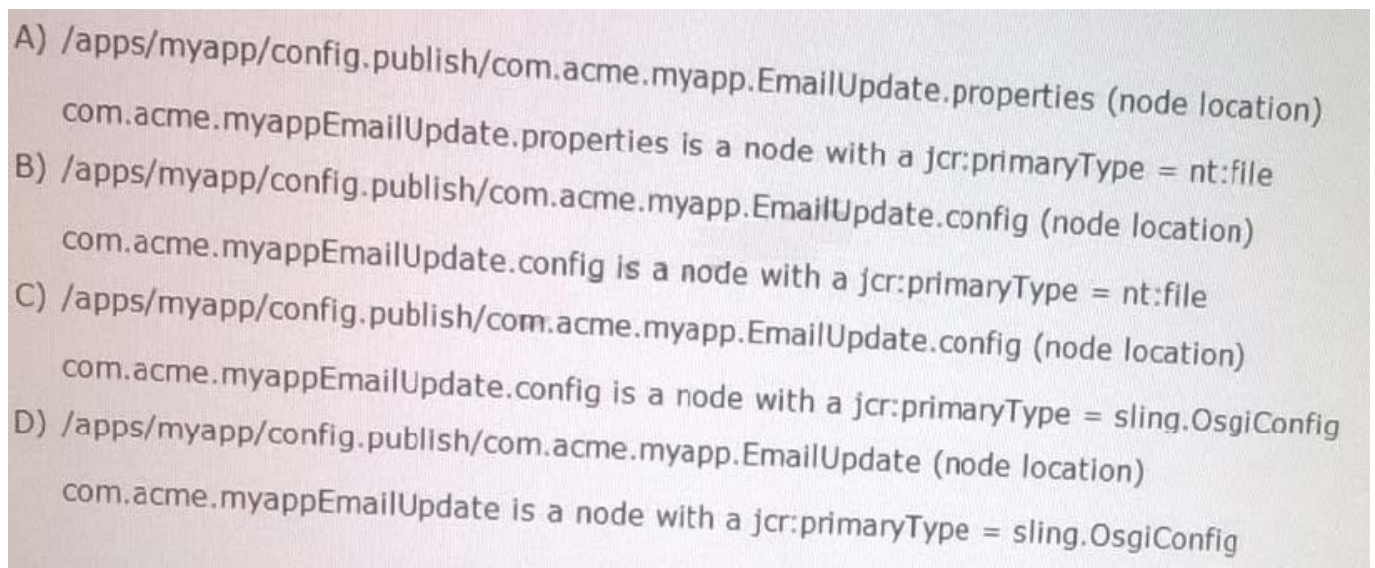 A) /apps/myapp/config.publish/com.acme.myapp.EmailUpdate.properties (node location)
com.acme.myappEmailUpdate.properties is a node with a jcr:primaryType = nt:file
B) /apps/myapp/config.publish/com.acme.myapp.EmailUpdate.config (node location)
com.acme.myappEmailUpdate.config is a node with a jcr:primaryType = nt:file
C) /apps/myapp/config.publish/com.acme.myapp.EmailUpdate.config (node location)
com.acme.myappEmailUpdate.config is a node with a jcr:primaryType = sling.OsgiConfig
D) /apps/myapp/config.publish/com.acme.myapp.EmailUpdate (node location)
com.acme.myappEmailUpdate is a node with a jcr:primaryType = sling.OsgiConfig